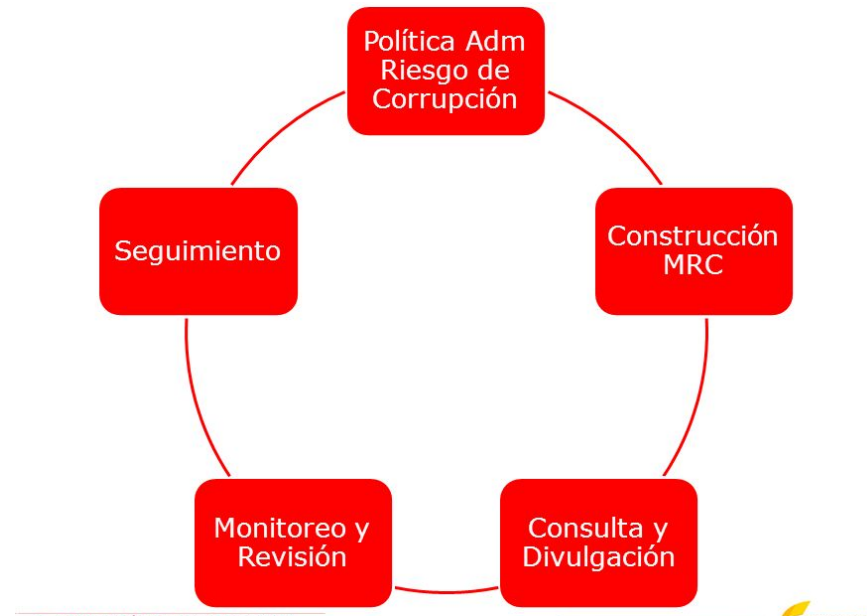 Política Adm
Riesgo de
Corrupción
Construcción
MRC
Consulta y
Divulgación
Monitoreo y
Revisión
Seguimiento